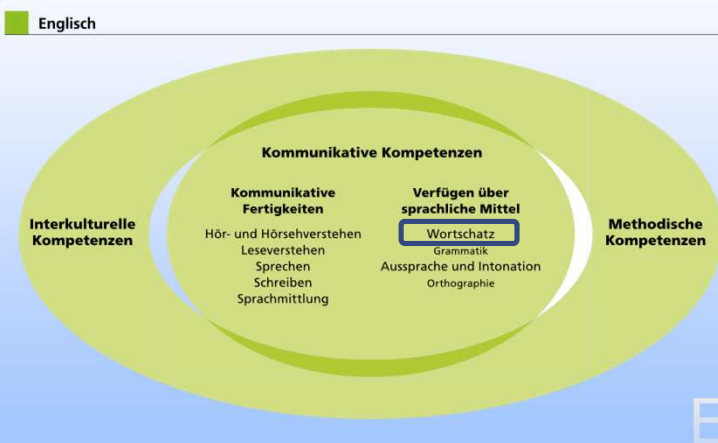 Englisch
Kommunikative Kompetenzen
Kommunikative
Fertigkeiten
Hör- und Hörsehverstehen
Leseverstehen
Sprechen
Schreiben
Sprachmittlung
Verfügen über
sprachliche Mittel
Wortschatz
Grammatik
Aussprache und Intonation
Orthographie
Interkulturelle
Kompetenzen
Methodische
Kompetenzen
E